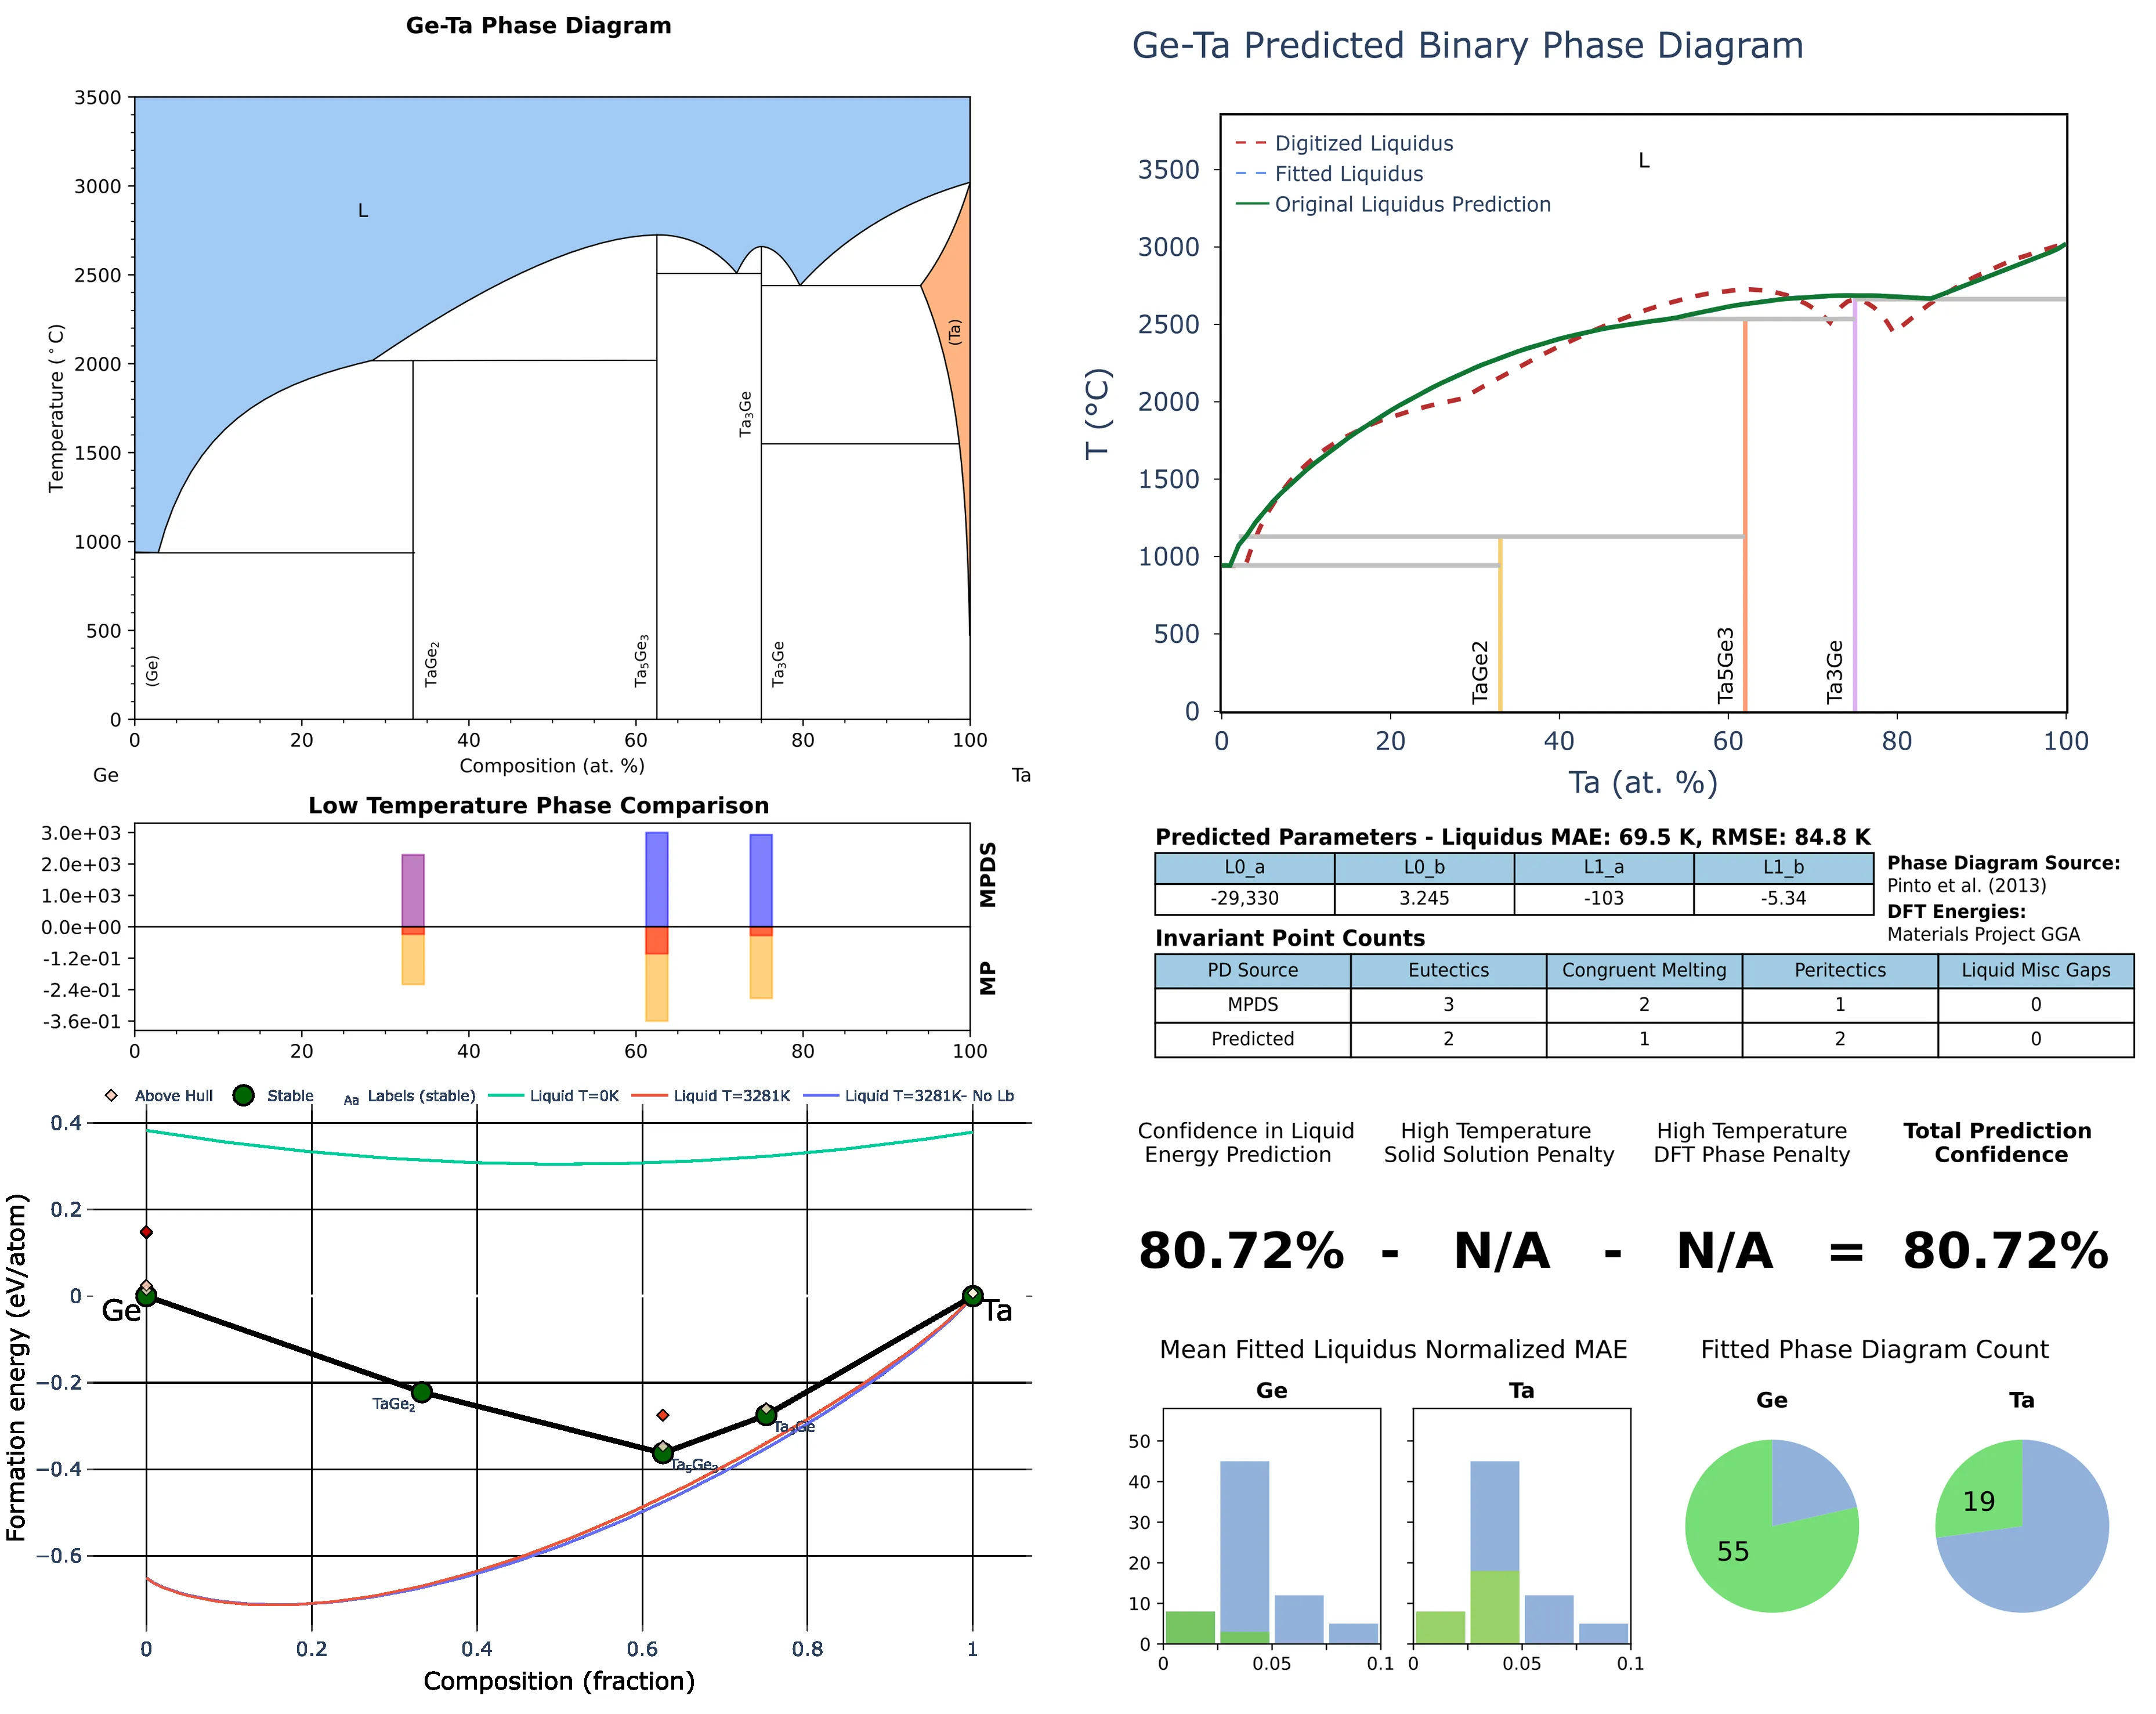 Ge-Ta Phase Diagram
3500
3000
2500
2000
1500
1000
500
0
Temperature (°C)
L
(Ta)
Ta3Ge
(Ge)
TaGe2
Ta5Ge3
Ta3Ge
0 20 40 60 80 100
Composition (at. %)
Ge Ta
Ge-Ta Predicted Binary Phase Diagram
Digitized Liquidus
Fitted Liquidus
Original Liquidus Prediction
L
3500
3000
2500
2000
1500
1000
500
0
T (°C)
TaGe2
Ta5Ge3
Ta3Ge
0 20 40 60 80 100
Ta (at. %)
Low Temperature Phase Comparison
3.0e+03
2.0e+03
1.0e+03
0.0e+00
-1.2e-01
-2.4e-01
-3.6e-01
MPDS
MP
0 20 40 60 80 100
Predicted Parameters - Liquidus MAE: 69.5 K, RMSE: 84.8 K
L0_a L0_b L1_a L1_b
-29,330 3.245 -103 -5.34
Phase Diagram Source:
Pinto et al. (2013)
DFT Energies:
Materials Project GGA
Invariant Point Counts
PD Source Eutectics Congruent Melting Peritectics Liquid Misc Gaps
MPDS 3 2 1 0
Predicted 2 1 2 0
Above Hull Stable Aa Labels (stable) Liquid T=0K Liquid T=3281K Liquid T=3281K- No Lb
0.4
0.2
0
−0.2
−0.4
−0.6
Formation energy (eV/atom)
Ge
Ta
TaGe2
Ta3Ge
Ta5Ge3
0 0.2 0.4 0.6 0.8 1
Composition (fraction)
Confidence in Liquid
Energy Prediction
High Temperature
Solid Solution Penalty
High Temperature
DFT Phase Penalty
Total Prediction
Confidence
80.72% - N/A - N/A = 80.72%
Mean Fitted Liquidus Normalized MAE
Ge Ta
50
40
30
20
10
0
0 0.05 0.1
0 0.05 0.1
Fitted Phase Diagram Count
Ge Ta
55
19